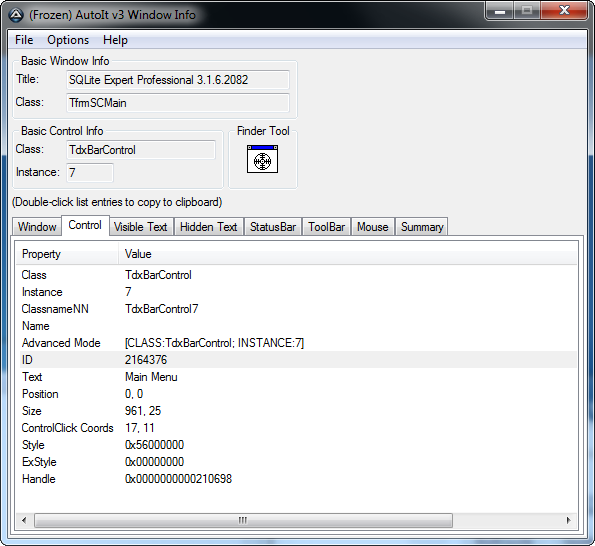 (Frozen) AutoIt v3 Window Info
File Options Help
Basic Window Info
Title: SQLite Expert Professional 3.1.6.2082
Class: TfrmSCMain
Basic Control Info Finder Tool
Class: TdxBarControl
Instance: 7
(Double-click list entries to copy to clipboard)
Window Control Visible Text Hidden Text StatusBar ToolBar Mouse Summary
Property Value
Class TdxBarControl
Instance 7
ClassnameNN TdxBarControl7
Name
Advanced Mode [CLASS:TdxBarControl; INSTANCE:7]
ID 2164376
Text Main Menu
Position 0, 0
Size 961, 25
ControlClick Coords 17, 11
Style 0x56000000
ExStyle 0x00000000
Handle 0x0000000000210698